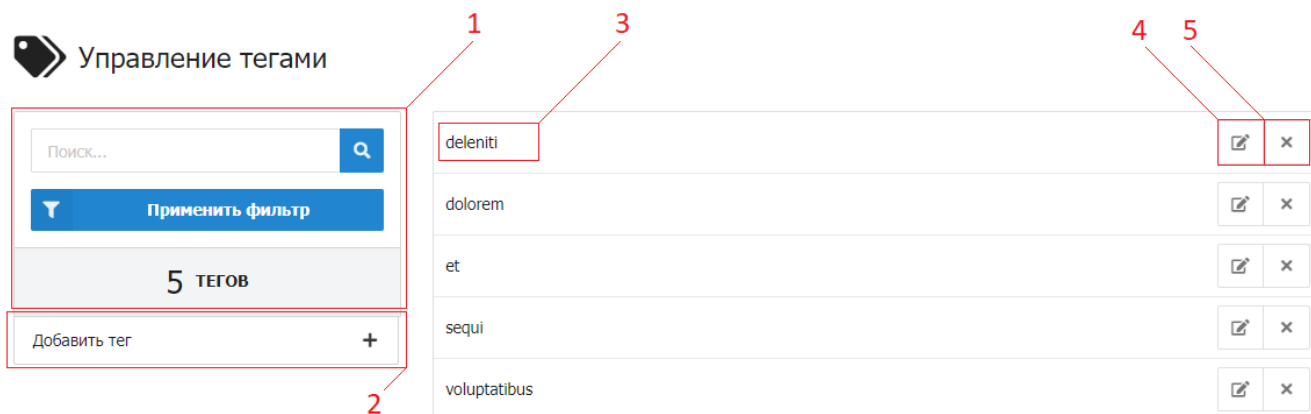 1 3 4 5
Управление тегами
Поиск...
Применить фильтр
5 ТЕГОВ
Добавить тег +
2
deleniti
dolorem
et
sequi
voluptatibus